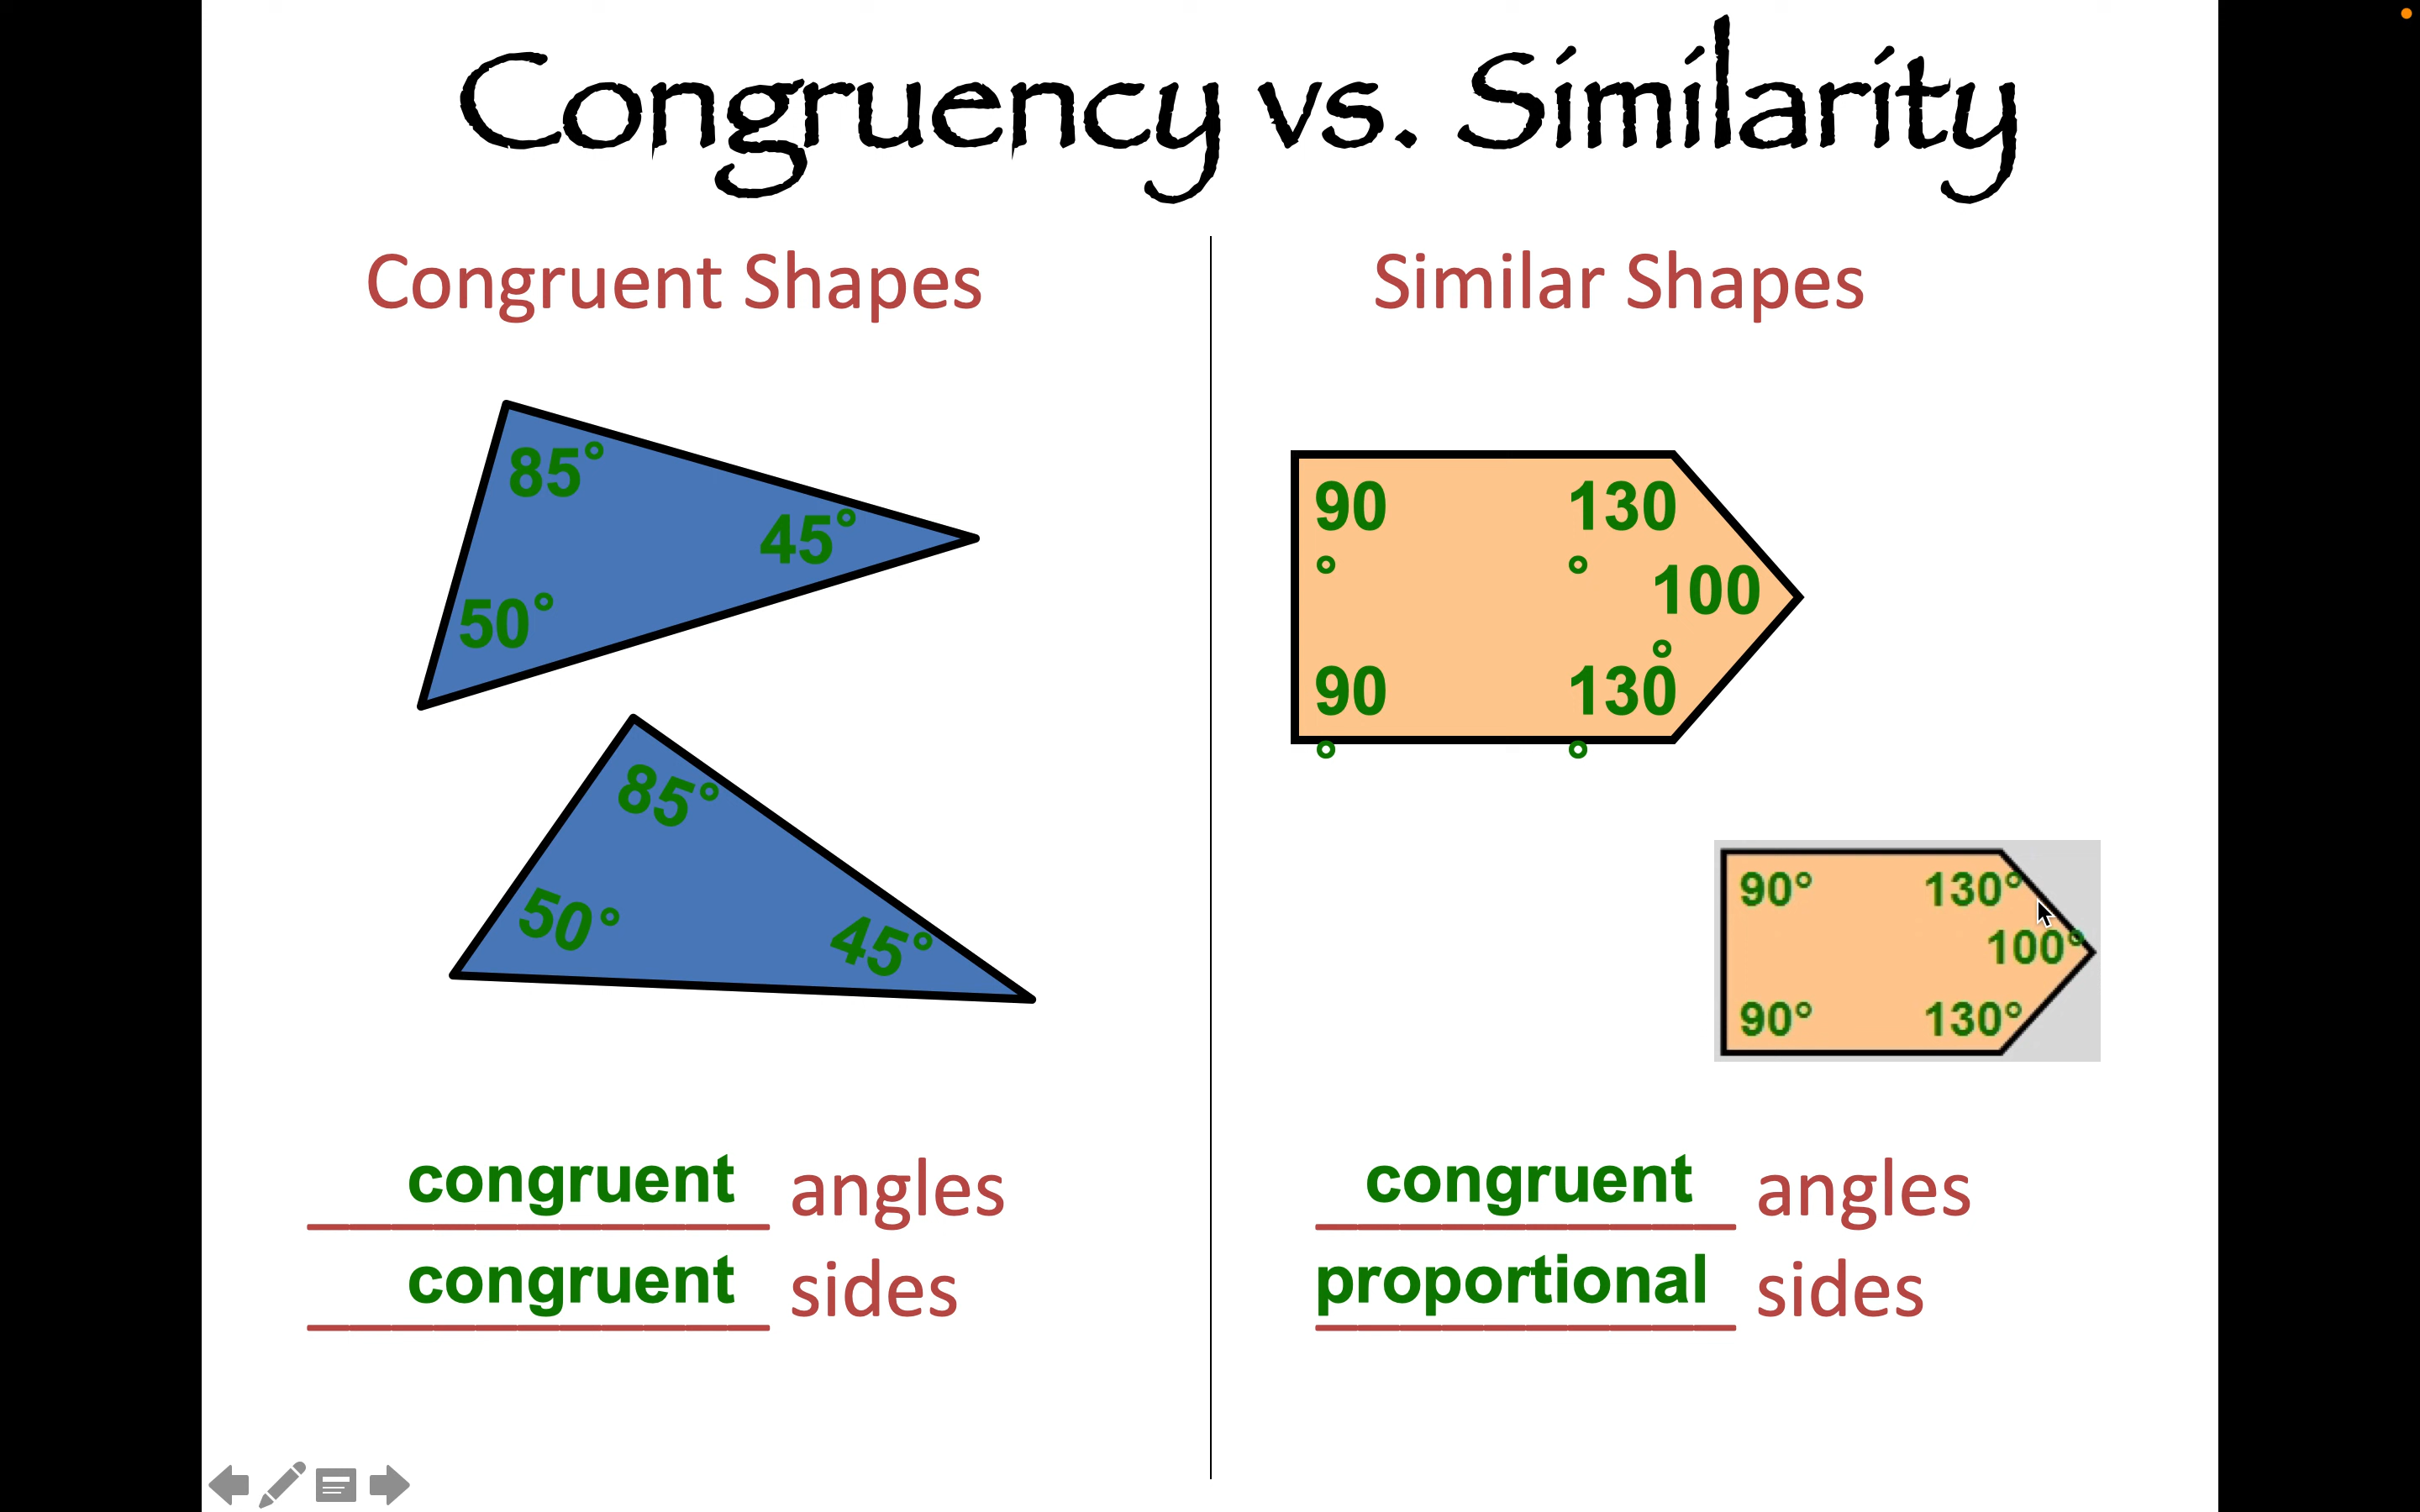 Congruency vs. Similarity
Congruent Shapes
85°
45°
50°
85°
50°
45°
congruent angles
congruent sides
Similar Shapes
90 130
° °
100
°
90 130
° °
90° 130°
100°
90° 130°
congruent angles
proportional sides